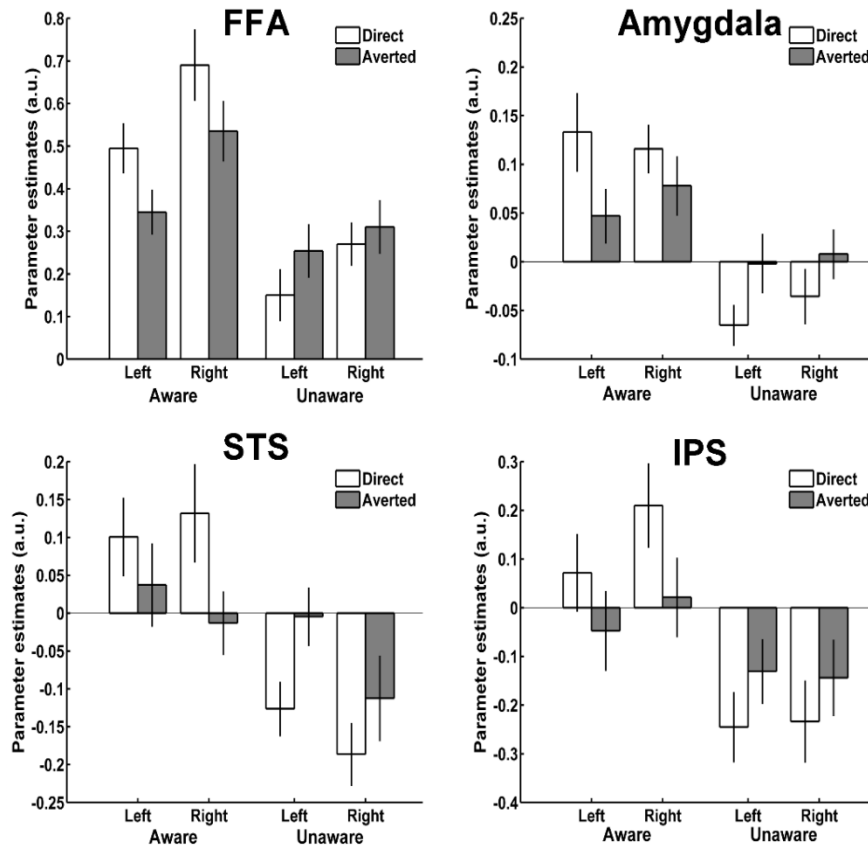 FFA
Direct
Averted
Parameter estimates (a.u.)
0.8
0.7
0.6
0.5
0.4
0.3
0.2
0.1
0
Left Right Left Right
Aware Unaware
Amygdala
Direct
Averted
Parameter estimates (a.u.)
0.25
0.2
0.15
0.1
0.05
0
-0.05
-0.1
Left Right Left Right
Aware Unaware
STS
Direct
Averted
Parameter estimates (a.u.)
0.2
0.15
0.1
0.05
0
-0.05
-0.1
-0.15
-0.2
-0.25
Left Right Left Right
Aware Unaware
IPS
Direct
Averted
Parameter estimates (a.u.)
0.3
0.2
0.1
0
-0.1
-0.2
-0.3
-0.4
Left Right Left Right
Aware Unaware